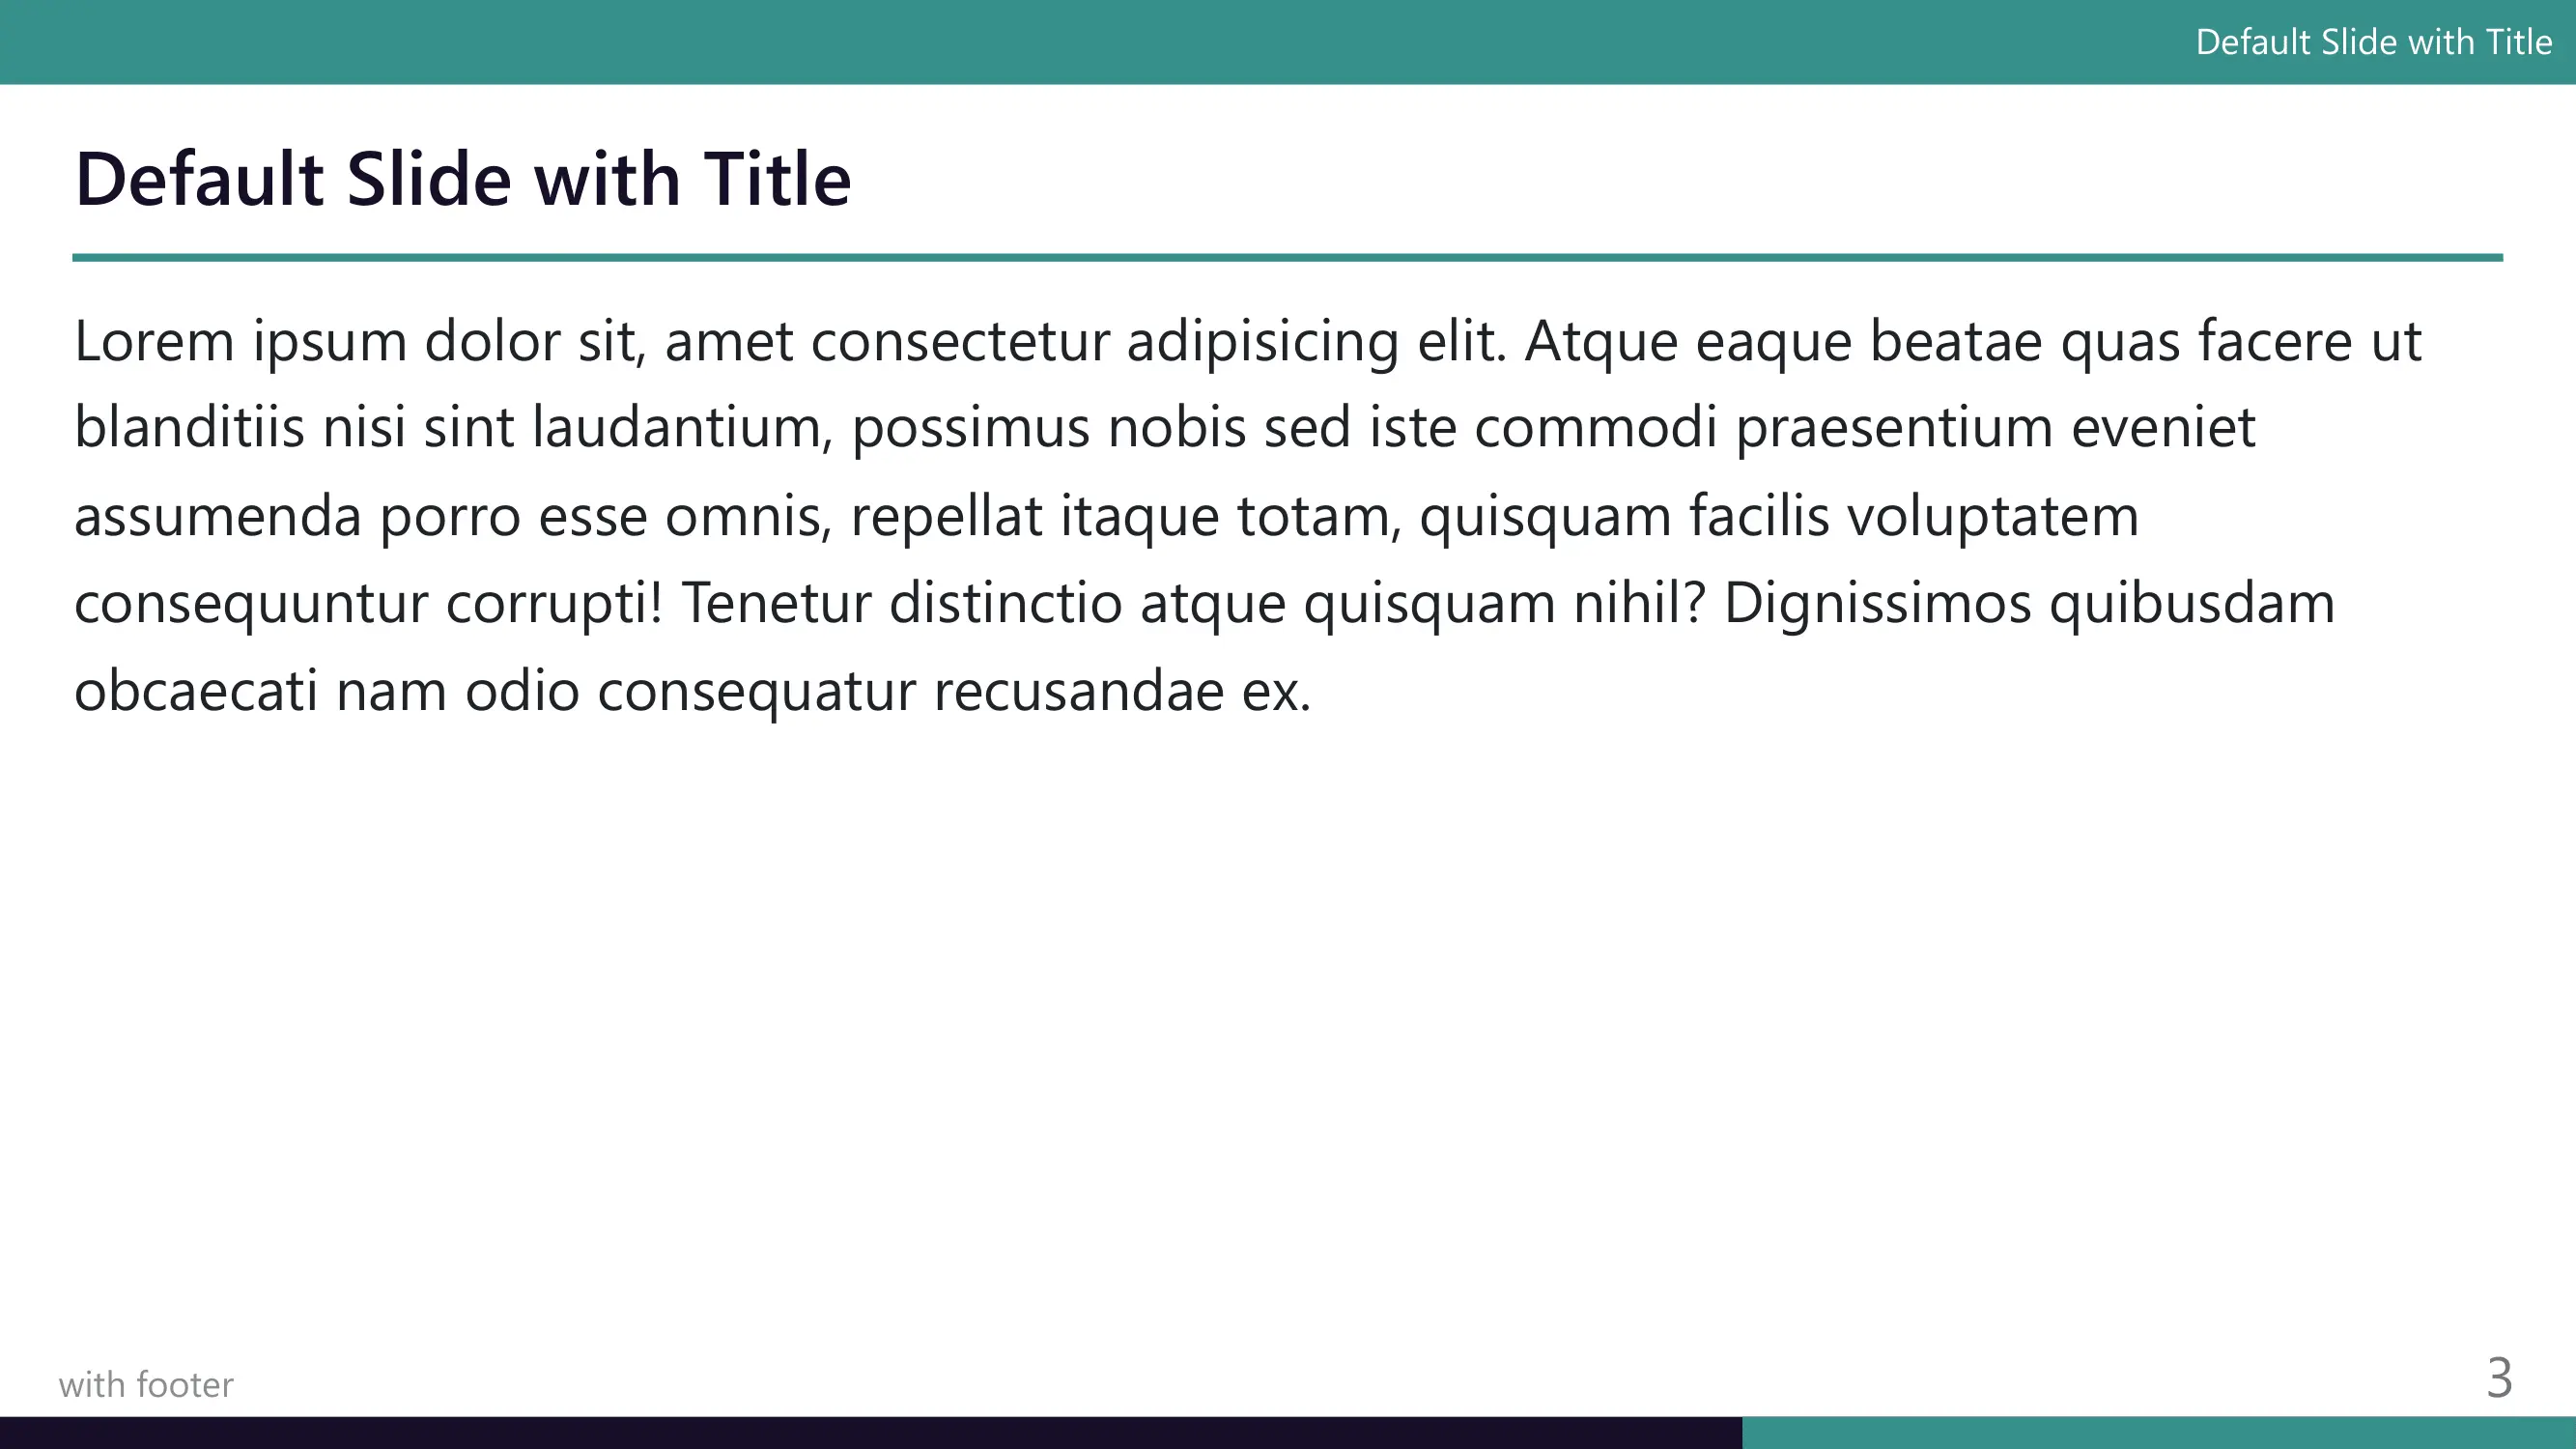 Default Slide with Title
Default Slide with Title
Lorem ipsum dolor sit, amet consectetur adipisicing elit. Atque eaque beatae quas facere ut
blanditiis nisi sint laudantium, possimus nobis sed iste commodi praesentium eveniet
assumenda porro esse omnis, repellat itaque totam, quisquam facilis voluptatem
consequuntur corrupti! Tenetur distinctio atque quisquam nihil? Dignissimos quibusdam
obcaecati nam odio consequatur recusandae ex.
with footer
3